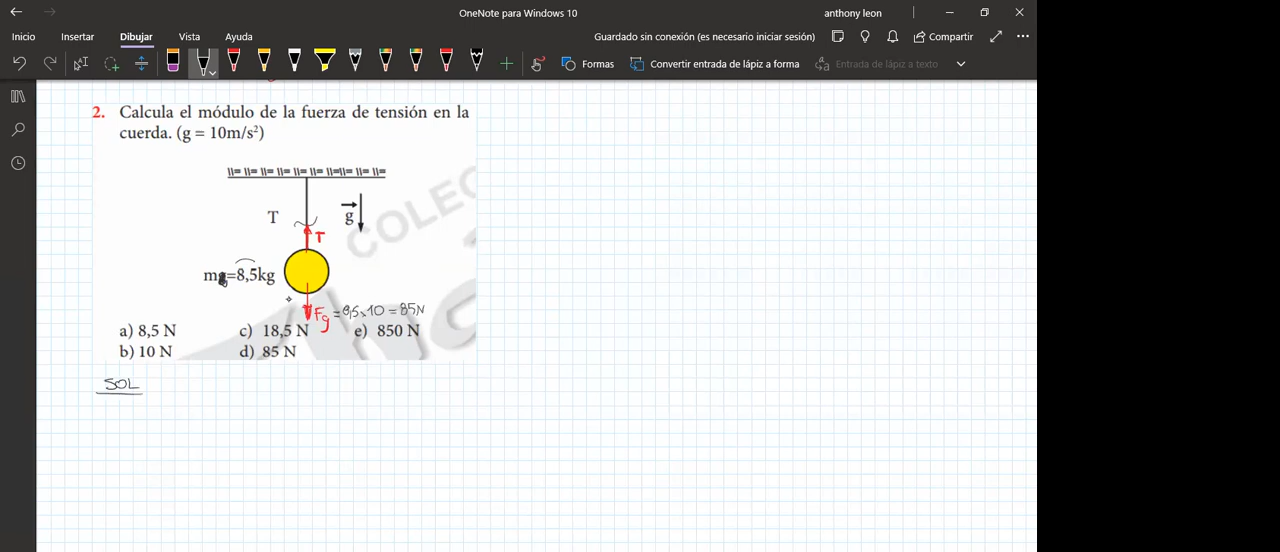 OneNote para Windows 10
anthony leon
Inicio Insertar Dibujar Vista Ayuda
Guardado sin conexión (es necesario iniciar sesión)
Compartir
Formas
Convertir entrada de lápiz a forma
Entrada de lápiz a texto
2. Calcula el módulo de la fuerza de tensión en la
cuerda. (g = 10m/s²)
T
g
T
m=8,5kg
Fg = 8,5x10 = 85N
a) 8,5 N c) 18,5 N e) 850 N
b) 10 N d) 85 N
SOL